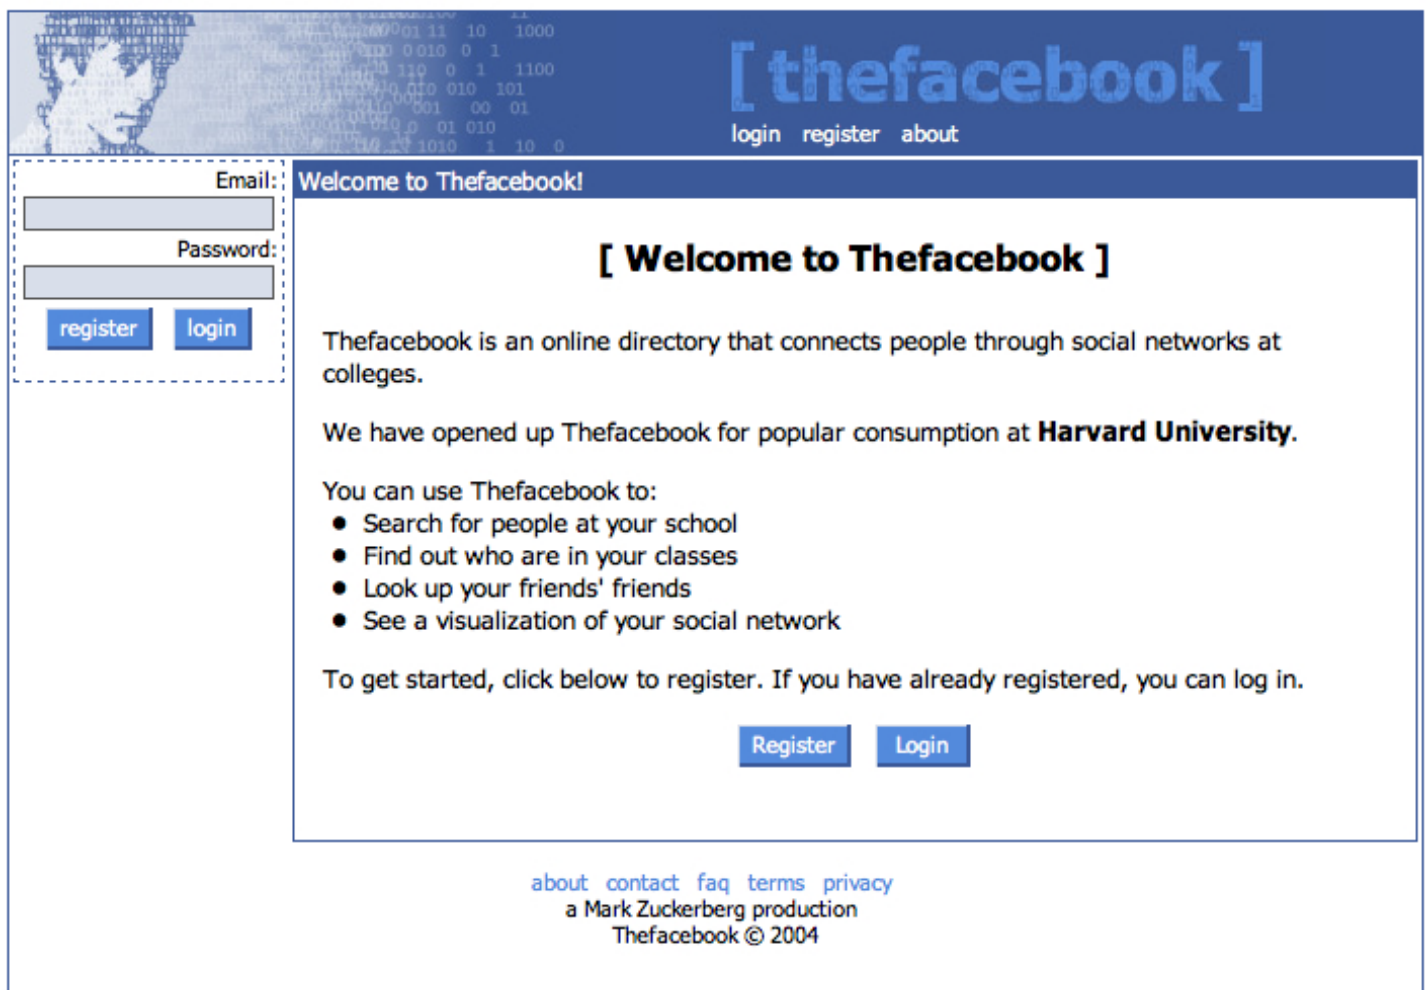 [ thefacebook ]
login register about
Email:
Password:
register login
Welcome to Thefacebook!
[ Welcome to Thefacebook ]
Thefacebook is an online directory that connects people through social networks at
colleges.
We have opened up Thefacebook for popular consumption at Harvard University.
You can use Thefacebook to:
● Search for people at your school
● Find out who are in your classes
● Look up your friends' friends
● See a visualization of your social network
To get started, click below to register. If you have already registered, you can log in.
Register Login
about contact faq terms privacy
a Mark Zuckerberg production
Thefacebook © 2004